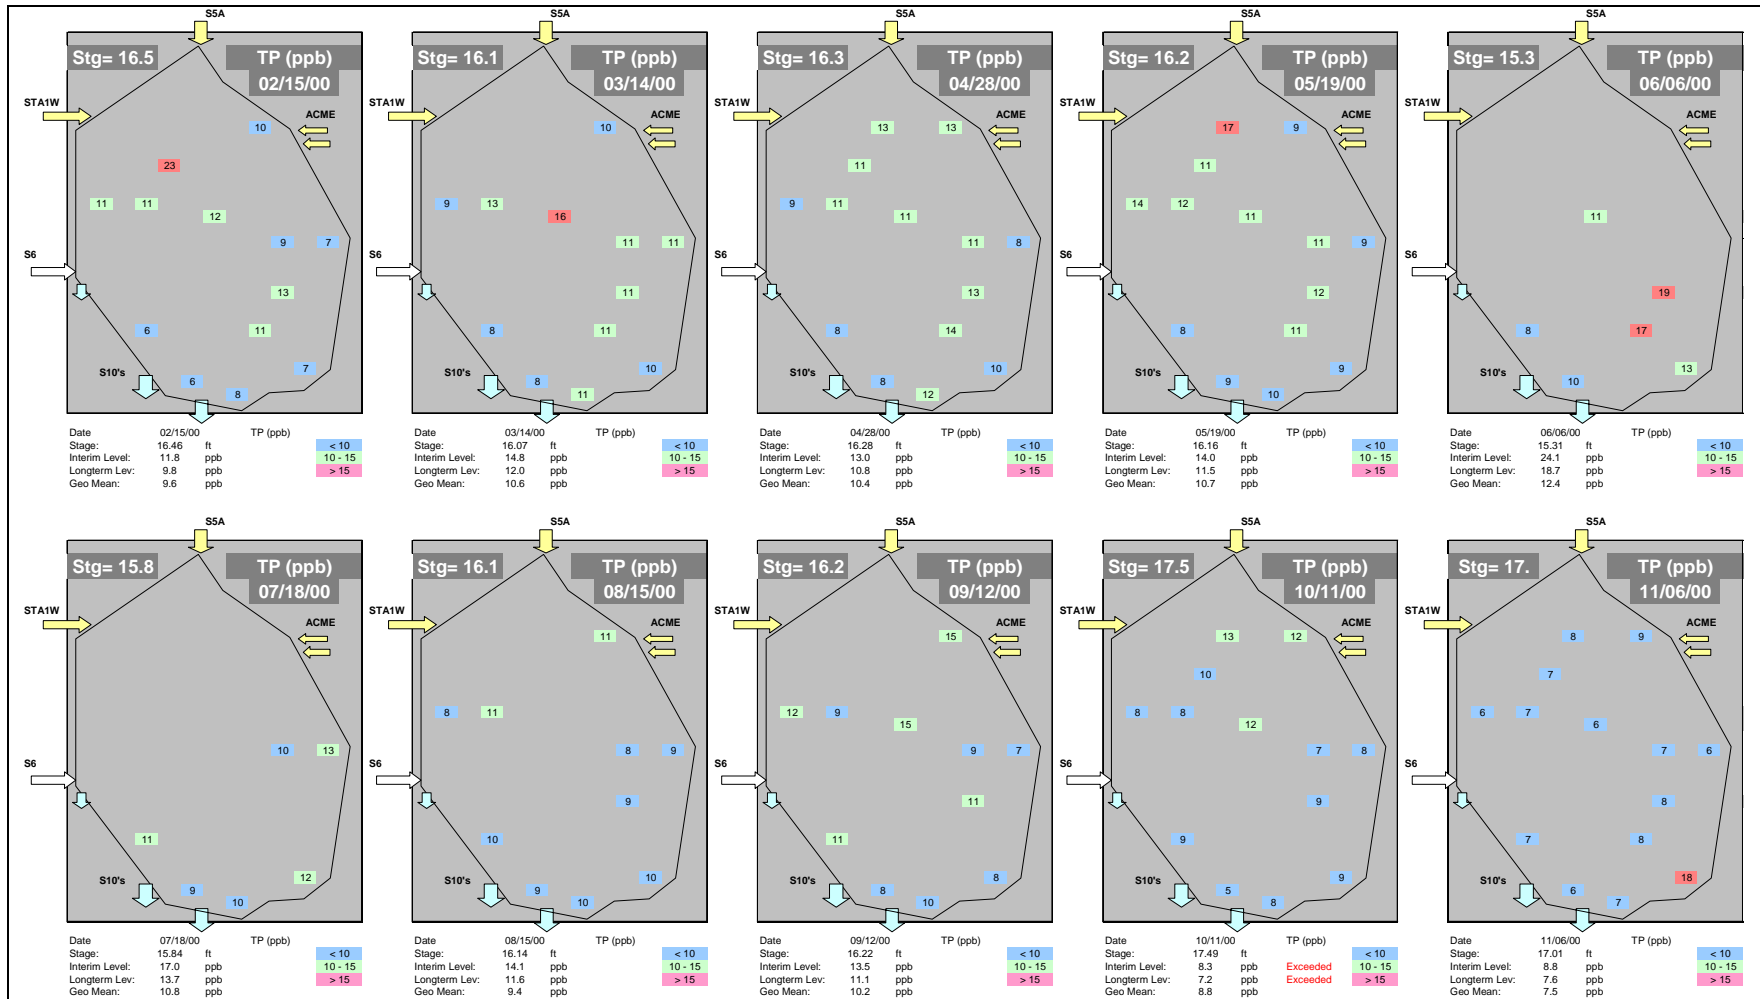 S5A S5A S5A S5A S5A
Stg= 16.5 TP (ppb) Stg= 16.1 TP (ppb) Stg= 16.3 TP (ppb) Stg= 16.2 TP (ppb) Stg= 15.3 TP (ppb)
02/15/00 03/14/00 04/28/00 05/19/00 06/06/00
STA1W STA1W STA1W STA1W STA1W
ACME ACME ACME ACME ACME
10 10 13 13 17 9
23 11 11
11 11 9 13 9 11 14 12
12 16 11 11 11
9 7 11 11 11 8 11 9
S6 S6 S6 S6 S6
13 11 13 12 19
6 11 8 11 8 14 8 11 8 17
7 10 10 9 13
S10's S10's S10's S10's S10's
6 8 8 9 10
8 11 12 10
Date 02/15/00 TP (ppb) Date 03/14/00 TP (ppb) Date 04/28/00 TP (ppb) Date 05/19/00 TP (ppb) Date 06/06/00 TP (ppb)
Stage: 16.46 ft < 10 Stage: 16.07 ft < 10 Stage: 16.28 ft < 10 Stage: 16.16 ft < 10 Stage: 15.31 ft < 10
Interim Level: 11.8 ppb 10 - 15 Interim Level: 14.8 ppb 10 - 15 Interim Level: 13.0 ppb 10 - 15 Interim Level: 14.0 ppb 10 - 15 Interim Level: 24.1 ppb 10 - 15
Longterm Lev: 9.8 ppb > 15 Longterm Lev: 12.0 ppb > 15 Longterm Lev: 10.8 ppb > 15 Longterm Lev: 11.5 ppb > 15 Longterm Lev: 18.7 ppb > 15
Geo Mean: 9.6 ppb Geo Mean: 10.6 ppb Geo Mean: 10.4 ppb Geo Mean: 10.7 ppb Geo Mean: 12.4 ppb
S5A S5A S5A S5A S5A
Stg= 15.8 TP (ppb) Stg= 16.1 TP (ppb) Stg= 16.2 TP (ppb) Stg= 17.5 TP (ppb) Stg= 17. TP (ppb)
07/18/00 08/15/00 09/12/00 10/11/00 11/06/00
STA1W STA1W STA1W STA1W STA1W
ACME ACME ACME ACME ACME
11 15 13 12 8 9
10 7
8 11 12 9 8 8 6 7
15 12 6
10 13 8 9 9 7 7 8 7 6
S6 S6 S6 S6 S6
9 11 9 8
11 10 11 9 7 8
12 10 8 9 18
S10's S10's S10's S10's S10's
9 9 8 5 6
10 10 10 8 7
Date 07/18/00 TP (ppb) Date 08/15/00 TP (ppb) Date 09/12/00 TP (ppb) Date 10/11/00 TP (ppb) Date 11/06/00 TP (ppb)
Stage: 15.84 ft < 10 Stage: 16.14 ft < 10 Stage: 16.22 ft < 10 Stage: 17.49 ft < 10 Stage: 17.01 ft < 10
Interim Level: 17.0 ppb 10 - 15 Interim Level: 14.1 ppb 10 - 15 Interim Level: 13.5 ppb 10 - 15 Interim Level: 8.3 ppb Exceeded 10 - 15 Interim Level: 8.8 ppb 10 - 15
Longterm Lev: 13.7 ppb > 15 Longterm Lev: 11.6 ppb > 15 Longterm Lev: 11.1 ppb > 15 Longterm Lev: 7.2 ppb Exceeded > 15 Longterm Lev: 7.6 ppb > 15
Geo Mean: 10.8 ppb Geo Mean: 9.4 ppb Geo Mean: 10.2 ppb Geo Mean: 8.8 ppb Geo Mean: 7.5 ppb